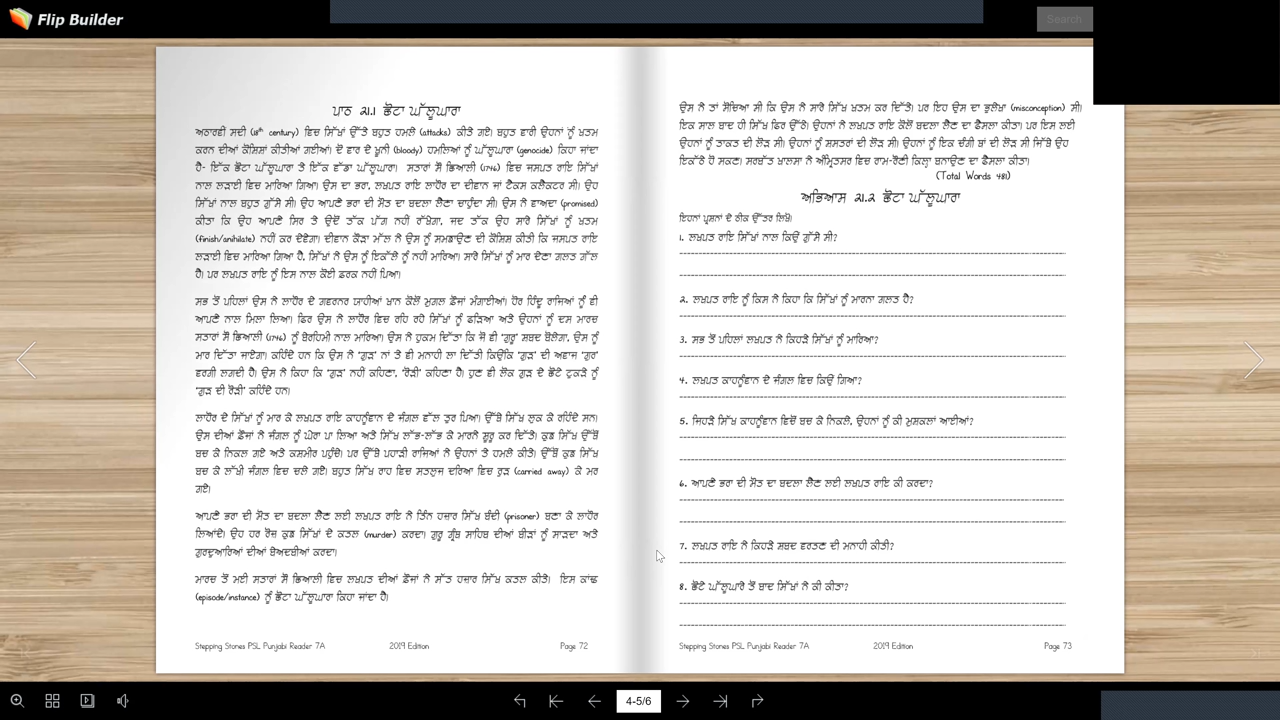 Flip Builder
Search
ਪਾਠ 21.1 ਛੋਟਾ ਘੱਲੂਘਾਰਾ
ਅਠਾਰਵੀ ਸਦੀ (18th century) ਵਿਚ ਸਿੱਖਾਂ ਉੱਤੇ ਬਹੁਤ ਹਮਲੇ (attacks) ਕੀਤੇ ਗਏ। ਬਹੁਤ ਵਾਰੀ ਉਹਨਾਂ ਨੂੰ ਖ਼ਤਮ
ਕਰਨ ਦੀਆਂ ਕੋਸ਼ਿਸ਼ਾਂ ਕੀਤੀਆਂ ਗਈਆਂ। ਦੋ ਵਾਰ ਦੇ ਖ਼ੂਨੀ (bloody) ਹਮਲਿਆਂ ਨੂੰ ਘੱਲੂਘਾਰਾ (genocide) ਕਿਹਾ ਜਾਂਦਾ
ਹੈ- ਇੱਕ ਛੋਟਾ ਘੱਲੂਘਾਰਾ ਤੇ ਇੱਕ ਵੱਡਾ ਘੱਲੂਘਾਰਾ। ਸਤਾਰਾਂ ਸੌ ਛਿਆਲੀ (1746) ਵਿਚ ਜਸਪਤ ਰਾਇ ਸਿੱਖਾਂ
ਨਾਲ ਲੜਾਈ ਵਿਚ ਮਾਰਿਆ ਗਿਆ। ਉਸ ਦਾ ਭਰਾ, ਲਖਪਤ ਰਾਇ ਲਾਹੌਰ ਦਾ ਦੀਵਾਨ ਜਾਂ ਟੈਕਸ ਕਲੈਕਟਰ ਸੀ। ਉਹ
ਸਿੱਖਾਂ ਨਾਲ ਬਹੁਤ ਗੁੱਸੇ ਸੀ। ਉਹ ਆਪਣੇ ਭਰਾ ਦੀ ਮੌਤ ਦਾ ਬਦਲਾ ਲੈਣਾ ਚਾਹੁੰਦਾ ਸੀ। ਉਸ ਨੇ ਵਾਅਦਾ (promised)
ਕੀਤਾ ਕਿ ਉਹ ਆਪਣੇ ਸਿਰ ਤੇ ਉਦੋਂ ਤੱਕ ਪੱਗ ਨਹੀ ਰੱਖੇਗਾ, ਜਦ ਤੱਕ ਉਹ ਸਾਰੇ ਸਿੱਖਾਂ ਨੂੰ ਖ਼ਤਮ
(finish/anihilate) ਨਹੀ ਕਰ ਦੇਵੇਗਾ। ਦੀਵਾਨ ਕੌੜਾ ਮੱਲ ਨੇ ਉਸ ਨੂੰ ਸਮਝਾਉਣ ਦੀ ਕੋਸ਼ਿਸ਼ ਕੀਤੀ ਕਿ ਜਸਪਤ ਰਾਇ
ਲੜਾਈ ਵਿਚ ਮਾਰਿਆ ਗਿਆ ਹੈ, ਸਿੱਖਾਂ ਨੇ ਉਸ ਨੂੰ ਇਕੱਲੇ ਨੂੰ ਨਹੀ ਮਾਰਿਆ। ਸਾਰੇ ਸਿੱਖਾਂ ਨੂੰ ਮਾਰ ਦੇਣਾ ਗਲਤ ਗੱਲ
ਹੈ। ਪਰ ਲਖਪਤ ਰਾਇ ਨੂੰ ਇਸ ਨਾਲ ਕੋਈ ਫ਼ਰਕ ਨਹੀ ਪਿਆ।
ਸਭ ਤੋਂ ਪਹਿਲਾਂ ਉਸ ਨੇ ਲਾਹੌਰ ਦੇ ਗਵਰਨਰ ਯਾਹੀਆਂ ਖ਼ਾਨ ਕੋਲੋਂ ਮੁਗਲ ਫ਼ੌਜਾਂ ਮੰਗਾਈਆਂ। ਹੋਰ ਹਿੰਦੂ ਰਾਜਿਆਂ ਨੂੰ ਵੀ
ਆਪਣੇ ਨਾਲ ਮਿਲਾ ਲਿਆ। ਫਿਰ ਉਸ ਨੇ ਲਾਹੌਰ ਵਿਚ ਰਹਿ ਰਹੇ ਸਿੱਖਾਂ ਨੂੰ ਫੜਿਆ ਅਤੇ ਉਹਨਾਂ ਨੂੰ ਦਸ ਮਾਰਚ
ਸਤਾਰਾਂ ਸੌ ਛਿਆਲੀ (1746) ਨੂੰ ਬੇਰਹਿਮੀ ਨਾਲ ਮਾਰਿਆ। ਉਸ ਨੇ ਹੁਕਮ ਦਿੱਤਾ ਕਿ ਜੋ ਵੀ 'ਗੁਰੂ' ਸ਼ਬਦ ਬੋਲੇਗਾ, ਉਸ ਨੂੰ
ਮਾਰ ਦਿੱਤਾ ਜਾਏਗਾ। ਕਹਿੰਦੇ ਹਨ ਕਿ ਉਸ ਨੇ 'ਗੁੜ' ਨਾਂ ਤੇ ਵੀ ਮਨਾਹੀ ਲਾ ਦਿੱਤੀ ਕਿਉਂਕਿ 'ਗੁੜ' ਦੀ ਅਵਾਜ਼ 'ਗੁਰ'
ਵਰਗੀ ਲਗਦੀ ਹੈ। ਉਸ ਨੇ ਕਿਹਾ ਕਿ 'ਗੁੜ' ਨਹੀ ਕਹਿਣਾ, 'ਰੋੜੀ' ਕਹਿਣਾ ਹੈ। ਹੁਣ ਵੀ ਲੋਕ ਗੁੜ ਦੇ ਛੋਟੇ ਟੁਕੜੇ ਨੂੰ
'ਗੁੜ ਦੀ ਰੋੜੀ' ਕਹਿੰਦੇ ਹਨ।
ਲਾਹੌਰ ਦੇ ਸਿੱਖਾਂ ਨੂੰ ਮਾਰ ਕੇ ਲਖਪਤ ਰਾਇ ਕਾਹਨੂੰਵਾਨ ਦੇ ਜੰਗਲ ਵੱਲ ਤੁਰ ਪਿਆ। ਉੱਥੇ ਸਿੱਖ ਲੁਕ ਕੇ ਰਹਿੰਦੇ ਸਨ।
ਉਸ ਦੀਆਂ ਫ਼ੌਜਾਂ ਨੇ ਜੰਗਲ ਨੂੰ ਘੇਰਾ ਪਾ ਲਿਆ ਅਤੇ ਸਿੱਖ ਲੱਭ-ਲੱਭ ਕੇ ਮਾਰਨੇ ਸ਼ੁਰੂ ਕਰ ਦਿੱਤੇ। ਕੁਛ ਸਿੱਖ ਉੱਥੋਂ
ਬਚ ਕੇ ਨਿਕਲ ਗਏ ਅਤੇ ਕਸ਼ਮੀਰ ਪਹੁੰਚੇ। ਪਰ ਉੱਥੇ ਪਹਾੜੀ ਰਾਜਿਆਂ ਨੇ ਉਹਨਾਂ ਤੇ ਹਮਲੇ ਕੀਤੇ। ਉੱਥੋਂ ਕੁਛ ਸਿੱਖ
ਬਚ ਕੇ ਲੱਖੀ ਜੰਗਲ ਵਿਚ ਚਲੇ ਗਏ। ਬਹੁਤ ਸਿੱਖ ਰਾਹ ਵਿਚ ਸਤਲੁਜ ਦਰਿਆ ਵਿਚ ਰੁੜ (carried away) ਕੇ ਮਰ
ਗਏ।
ਆਪਣੇ ਭਰਾ ਦੀ ਮੌਤ ਦਾ ਬਦਲਾ ਲੈਣ ਲਈ ਲਖਪਤ ਰਾਇ ਨੇ ਤਿੰਨ ਹਜ਼ਾਰ ਸਿੱਖ ਬੰਦੀ (prisoner) ਬਣਾ ਕੇ ਲਾਹੌਰ
ਲਿਆਂਦੇ। ਉਹ ਹਰ ਰੋਜ਼ ਕੁਛ ਸਿੱਖਾਂ ਦੇ ਕਤਲ (murder) ਕਰਦਾ। ਗੁਰੂ ਗ੍ਰੰਥ ਸਾਹਿਬ ਦੀਆਂ ਬੀੜਾਂ ਨੂੰ ਸਾੜਦਾ ਅਤੇ
ਗੁਰਦੁਆਰਿਆਂ ਦੀਆਂ ਬੇਅਦਬੀਆਂ ਕਰਦਾ।
ਮਾਰਚ ਤੋਂ ਮਈ ਸਤਾਰਾਂ ਸੌ ਛਿਆਲੀ ਵਿਚ ਲਖਪਤ ਦੀਆਂ ਫ਼ੌਜਾਂ ਨੇ ਸੱਤ ਹਜ਼ਾਰ ਸਿੱਖ ਕਤਲ ਕੀਤੇ। ਇਸ ਕਾਂਢ
(episode/instance) ਨੂੰ ਛੋਟਾ ਘੱਲੂਘਾਰਾ ਕਿਹਾ ਜਾਂਦਾ ਹੈ।
Stepping Stones PSL Punjabi Reader 7A 2019 Edition Page 72
ਉਸ ਨੇ ਤਾਂ ਸੋਚਿਆ ਸੀ ਕਿ ਉਸ ਨੇ ਸਾਰੇ ਸਿੱਖ ਖ਼ਤਮ ਕਰ ਦਿੱਤੇ। ਪਰ ਇਹ ਉਸ ਦਾ ਭੁਲੇਖਾ (misconception) ਸੀ।
ਇਕ ਸਾਲ ਬਾਦ ਹੀ ਸਿੱਖ ਫਿਰ ਉੱਠੇ। ਉਹਨਾਂ ਨੇ ਲਖਪਤ ਰਾਇ ਕੋਲੋਂ ਬਦਲਾ ਲੈਣ ਦਾ ਫ਼ੈਸਲਾ ਕੀਤਾ। ਪਰ ਇਸ ਲਈ
ਉਹਨਾਂ ਨੂੰ ਤਾਕਤ ਦੀ ਲੋੜ ਸੀ। ਉਹਨਾਂ ਨੂੰ ਸ਼ਸਤਰਾਂ ਦੀ ਲੋੜ ਸੀ। ਉਹਨਾਂ ਨੂੰ ਇਕ ਚੰਗੀ ਥਾਂ ਦੀ ਲੋੜ ਸੀ ਜਿੱਥੇ ਉਹ
ਇਕੱਠੇ ਹੋ ਸਕਣ। ਸਰਬੱਤ ਖ਼ਾਲਸਾ ਨੇ ਅੰਮ੍ਰਿਤਸਰ ਵਿਚ ਰਾਮ-ਰੌਣੀ ਕਿਲ੍ਹਾ ਬਨਾਉਣ ਦਾ ਫ਼ੈਸਲਾ ਕੀਤਾ।
(Total Words 481)
ਅਭਿਆਸ 21.2 ਛੋਟਾ ਘੱਲੂਘਾਰਾ
ਇਹਨਾਂ ਪ੍ਰਸ਼ਨਾਂ ਦੇ ਠੀਕ ਉੱਤਰ ਲਿਖੋ।
੧. ਲਖਪਤ ਰਾਇ ਸਿੱਖਾਂ ਨਾਲ ਕਿਉਂ ਗੁੱਸੇ ਸੀ?
੨. ਲਖਪਤ ਰਾਇ ਨੂੰ ਕਿਸ ਨੇ ਕਿਹਾ ਕਿ ਸਿੱਖਾਂ ਨੂੰ ਮਾਰਨਾ ਗਲਤ ਹੈ?
੩. ਸਭ ਤੋਂ ਪਹਿਲਾਂ ਲਖਪਤ ਨੇ ਕਿਹੜੇ ਸਿੱਖਾਂ ਨੂੰ ਮਾਰਿਆ?
੪. ਲਖਪਤ ਕਾਹਨੂੰਵਾਨ ਦੇ ਜੰਗਲ ਵਿਚ ਕਿਉਂ ਗਿਆ?
੫. ਜਿਹੜੇ ਸਿੱਖ ਕਾਹਨੂੰਵਾਨ ਵਿਚੋਂ ਬਚ ਕੇ ਨਿਕਲੇ, ਉਹਨਾਂ ਨੂੰ ਕੀ ਮੁਸ਼ਕਲਾਂ ਆਈਆਂ?
੬. ਆਪਣੇ ਭਰਾ ਦੀ ਮੌਤ ਦਾ ਬਦਲਾ ਲੈਣ ਲਈ ਲਖਪਤ ਰਾਇ ਕੀ ਕਰਦਾ?
੭. ਲਖਪਤ ਰਾਇ ਨੇ ਕਿਹੜੇ ਸ਼ਬਦ ਵਰਤਣ ਦੀ ਮਨਾਹੀ ਕੀਤੀ?
੮. ਛੋਟੇ ਘੱਲੂਘਾਰੇ ਤੋਂ ਬਾਦ ਸਿੱਖਾਂ ਨੇ ਕੀ ਕੀਤਾ?
Stepping Stones PSL Punjabi Reader 7A 2019 Edition Page 73
4-5/6